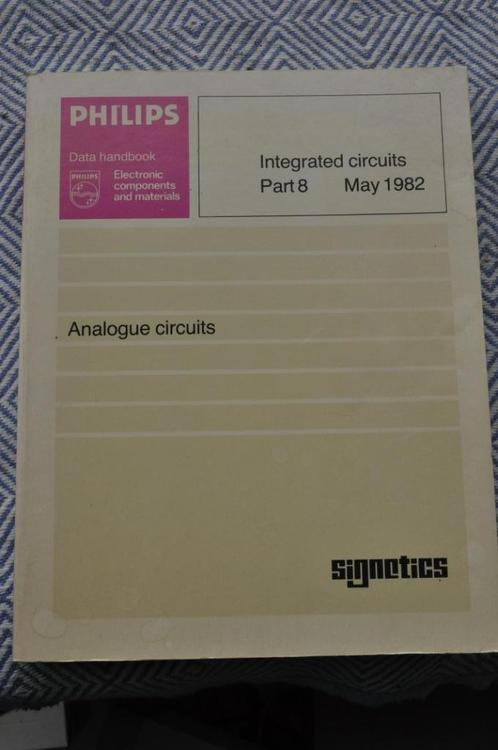 PHILIPS
Data handbook
PHILIPS
Electronic
components
and materials
Integrated circuits
Part 8 May 1982
Analogue circuits
signetics